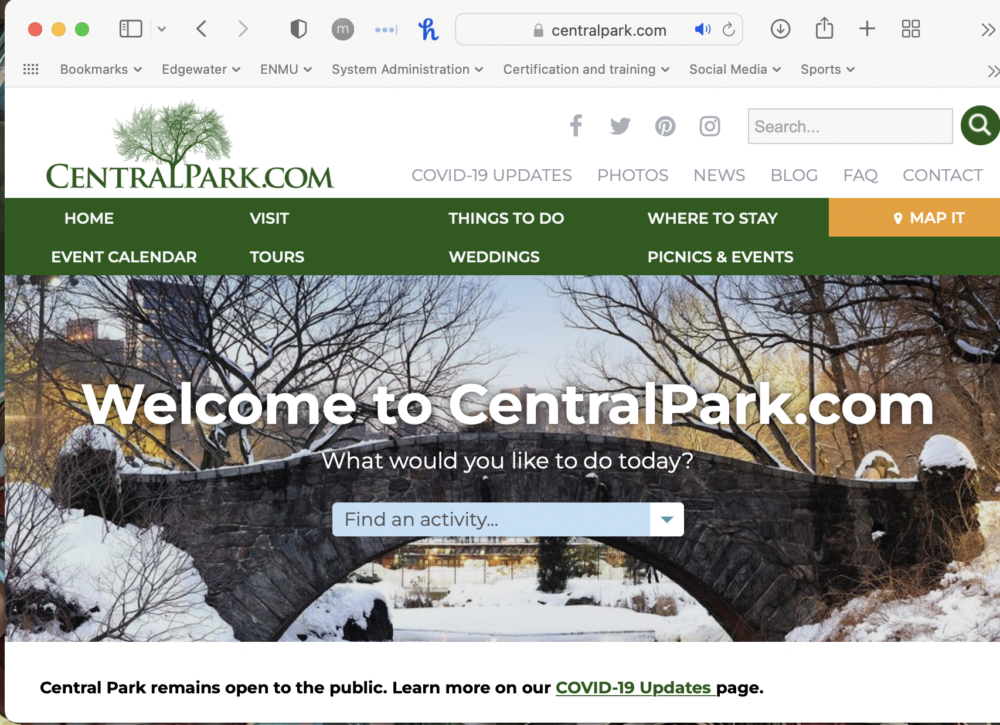 m
centralpark.com
Bookmarks Edgewater ENMU System Administration Certification and training Social Media Sports
Search...
CENTRALPARK.COM
COVID-19 UPDATES PHOTOS NEWS BLOG FAQ CONTACT
HOME VISIT THINGS TO DO WHERE TO STAY MAP IT
EVENT CALENDAR TOURS WEDDINGS PICNICS & EVENTS
Welcome to CentralPark.com
What would you like to do today?
Find an activity...
Central Park remains open to the public. Learn more on our COVID-19 Updates page.